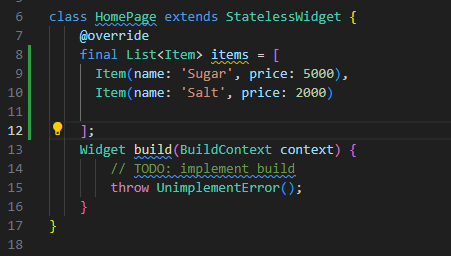 6 class HomePage extends StatelessWidget {
7 @override
8 final List<Item> items = [
9 Item(name: 'Sugar', price: 5000),
10 Item(name: 'Salt', price: 2000)
11
12 ];
13 Widget build(BuildContext context) {
14 // TODO: implement build
15 throw UnimplementError();
16 }
17 }
18